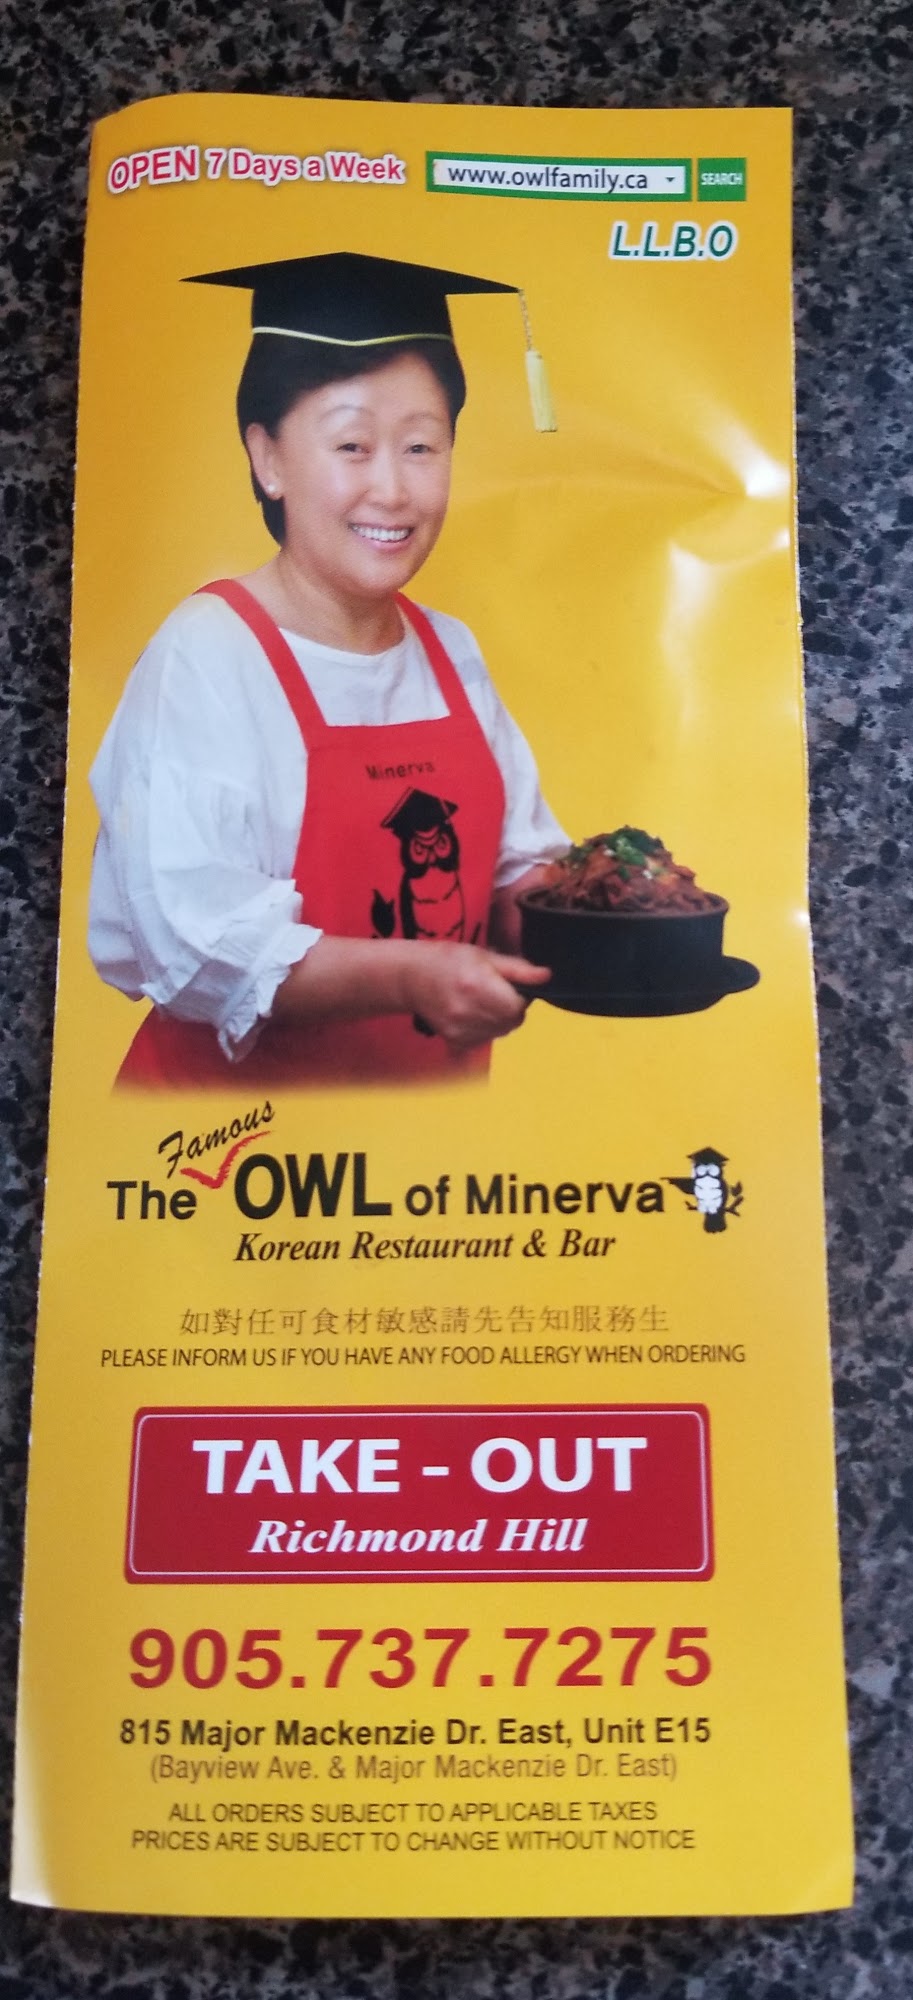 OPEN 7 Days a Week
www.owlfamily.ca
SEARCH
L.L.B.O
Minerva
Famous
The OWL of Minerva
Korean Restaurant & Bar
如對任可食材敏感請先告知服務生
PLEASE INFORM US IF YOU HAVE ANY FOOD ALLERGY WHEN ORDERING
TAKE - OUT
Richmond Hill
905.737.7275
815 Major Mackenzie Dr. East, Unit E15
(Bayview Ave. & Major Mackenzie Dr. East)
ALL ORDERS SUBJECT TO APPLICABLE TAXES
PRICES ARE SUBJECT TO CHANGE WITHOUT NOTICE